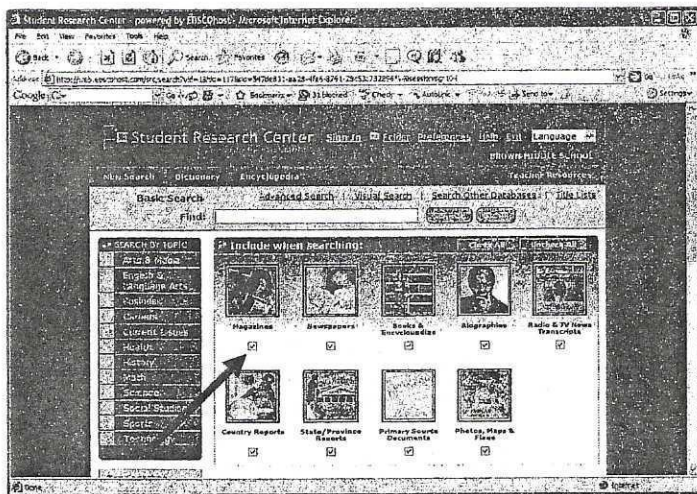 Student Research Center - powered by EBSCOhost - Microsoft Internet Explorer
File Edit View Favorites Tools Help
Back Search Favorites
Address
Google Bookmarks Check AutoLink Send to Settings
Student Research Center Sign In Folder Preferences Help Exit Language
BROWN MIDDLE SCHOOL
New Search Dictionary Encyclopedia Teacher Resources
Basic Search Advanced Search Visual Search Search Other Databases Title Lists
Find:
SEARCH BY TOPIC
Arts & Media
English & Language Arts
Business
Careers
Current Issues
Health
History
Math
Science
Social Studies
Sports
Technology
Include when searching: Check All Uncheck All
Magazines Newspapers Books & Encyclopedias Biographies Radio & TV News Transcripts
Country Reports State/Province Reports Primary Source Documents Photos, Maps & Flags
Done Internet